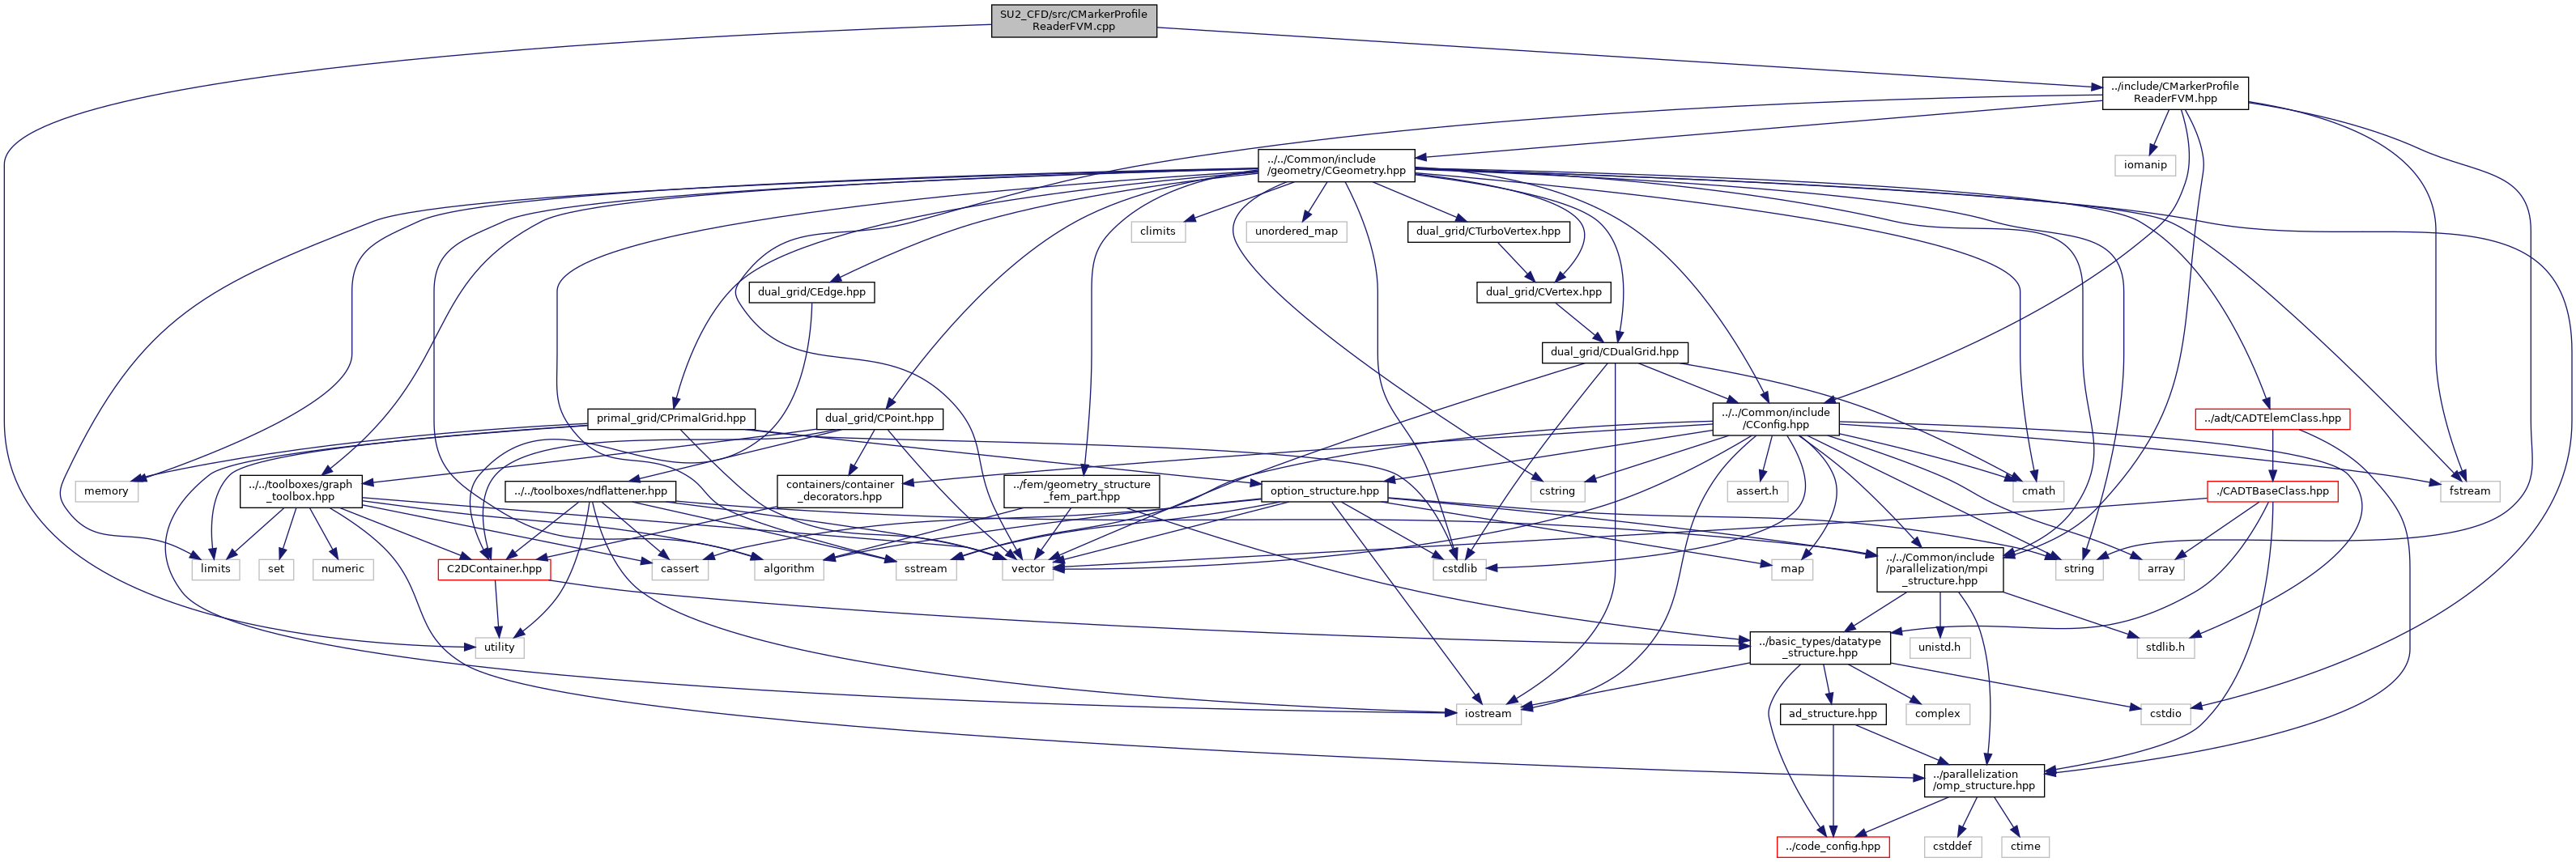 SU2_CFD/src/CMarkerProfile
ReaderFVM.cpp
../include/CMarkerProfile
ReaderFVM.hpp
../../Common/include
/geometry/CGeometry.hpp
iomanip
climits
unordered_map
dual_grid/CTurboVertex.hpp
dual_grid/CEdge.hpp
dual_grid/CVertex.hpp
dual_grid/CDualGrid.hpp
primal_grid/CPrimalGrid.hpp
dual_grid/CPoint.hpp
../../Common/include
/CConfig.hpp
../adt/CADTElemClass.hpp
memory
../../toolboxes/graph
_toolbox.hpp
../../toolboxes/ndflattener.hpp
containers/container
_decorators.hpp
../fem/geometry_structure
_fem_part.hpp
option_structure.hpp
cstring
assert.h
cmath
./CADTBaseClass.hpp
fstream
limits
set
numeric
C2DContainer.hpp
cassert
algorithm
sstream
vector
cstdlib
map
../../Common/include
/parallelization/mpi
_structure.hpp
string
array
utility
../basic_types/datatype
_structure.hpp
unistd.h
stdlib.h
iostream
ad_structure.hpp
complex
cstdio
../parallelization
/omp_structure.hpp
../code_config.hpp
cstddef
ctime